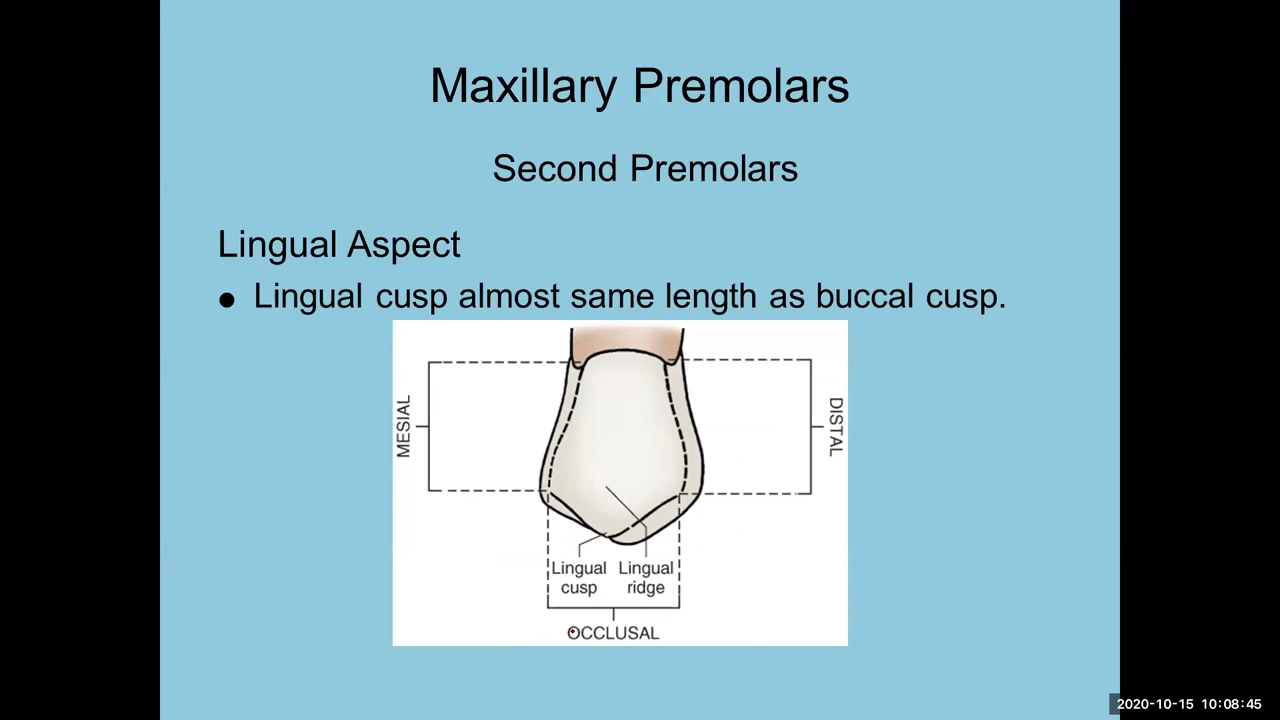 Maxillary Premolars
Second Premolars
Lingual Aspect
● Lingual cusp almost same length as buccal cusp.
MESIAL
DISTAL
Lingual cusp
Lingual ridge
OCCLUSAL
2020-10-15 10:08:45